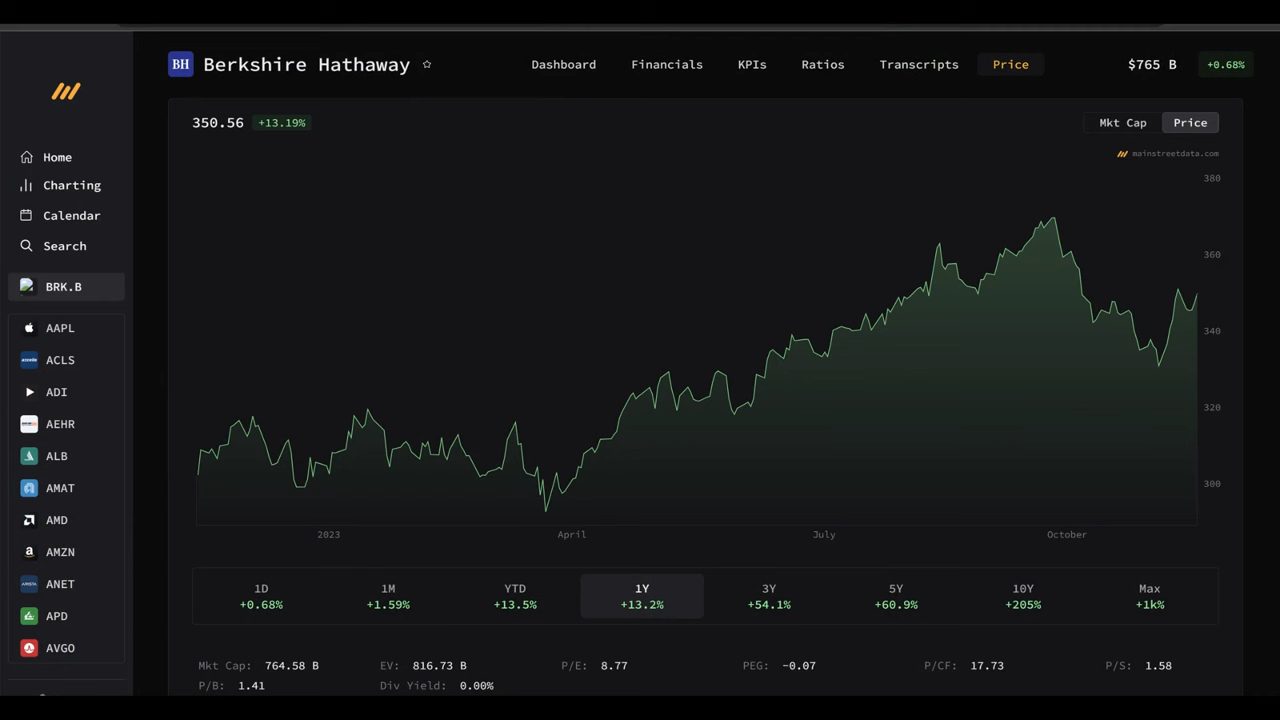 BH Berkshire Hathaway Dashboard Financials KPIs Ratios Transcripts Price $765 B +0.68%
350.56 +13.19% Mkt Cap Price
mainstreetdata.com
Home
Charting
Calendar
Search
BRK.B
AAPL
ACLS
ADI
AEHR
ALB
AMAT
AMD
AMZN
ANET
APD
AVGO
380
360
340
320
300
2023 April July October
1D 1M YTD 1Y 3Y 5Y 10Y Max
+0.68% +1.59% +13.5% +13.2% +54.1% +60.9% +205% +1k%
Mkt Cap: 764.58 B EV: 816.73 B P/E: 8.77 PEG: -0.07 P/CF: 17.73 P/S: 1.58
P/B: 1.41 Div Yield: 0.00%